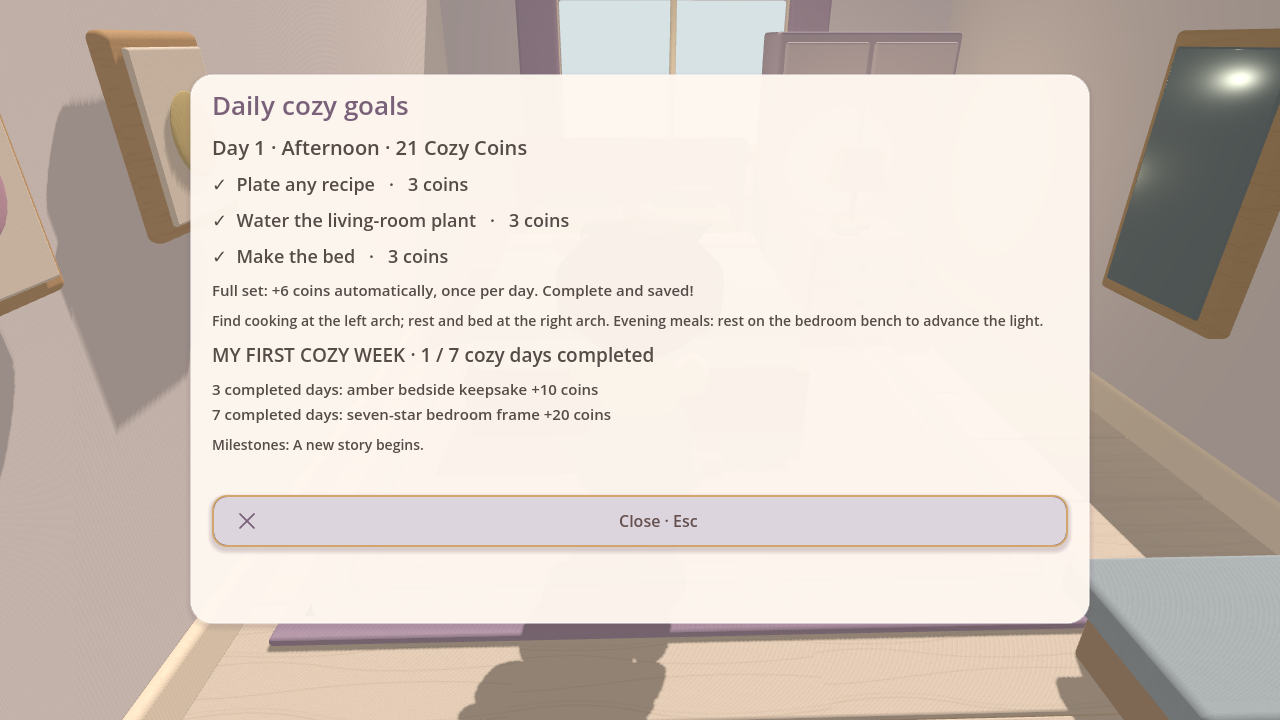 Daily cozy goals
Day 1 · Afternoon · 21 Cozy Coins
✓ Plate any recipe · 3 coins
✓ Water the living-room plant · 3 coins
✓ Make the bed · 3 coins
Full set: +6 coins automatically, once per day. Complete and saved!
Find cooking at the left arch; rest and bed at the right arch. Evening meals: rest on the bedroom bench to advance the light.
MY FIRST COZY WEEK · 1 / 7 cozy days completed
3 completed days: amber bedside keepsake +10 coins
7 completed days: seven-star bedroom frame +20 coins
Milestones: A new story begins.
Close · Esc